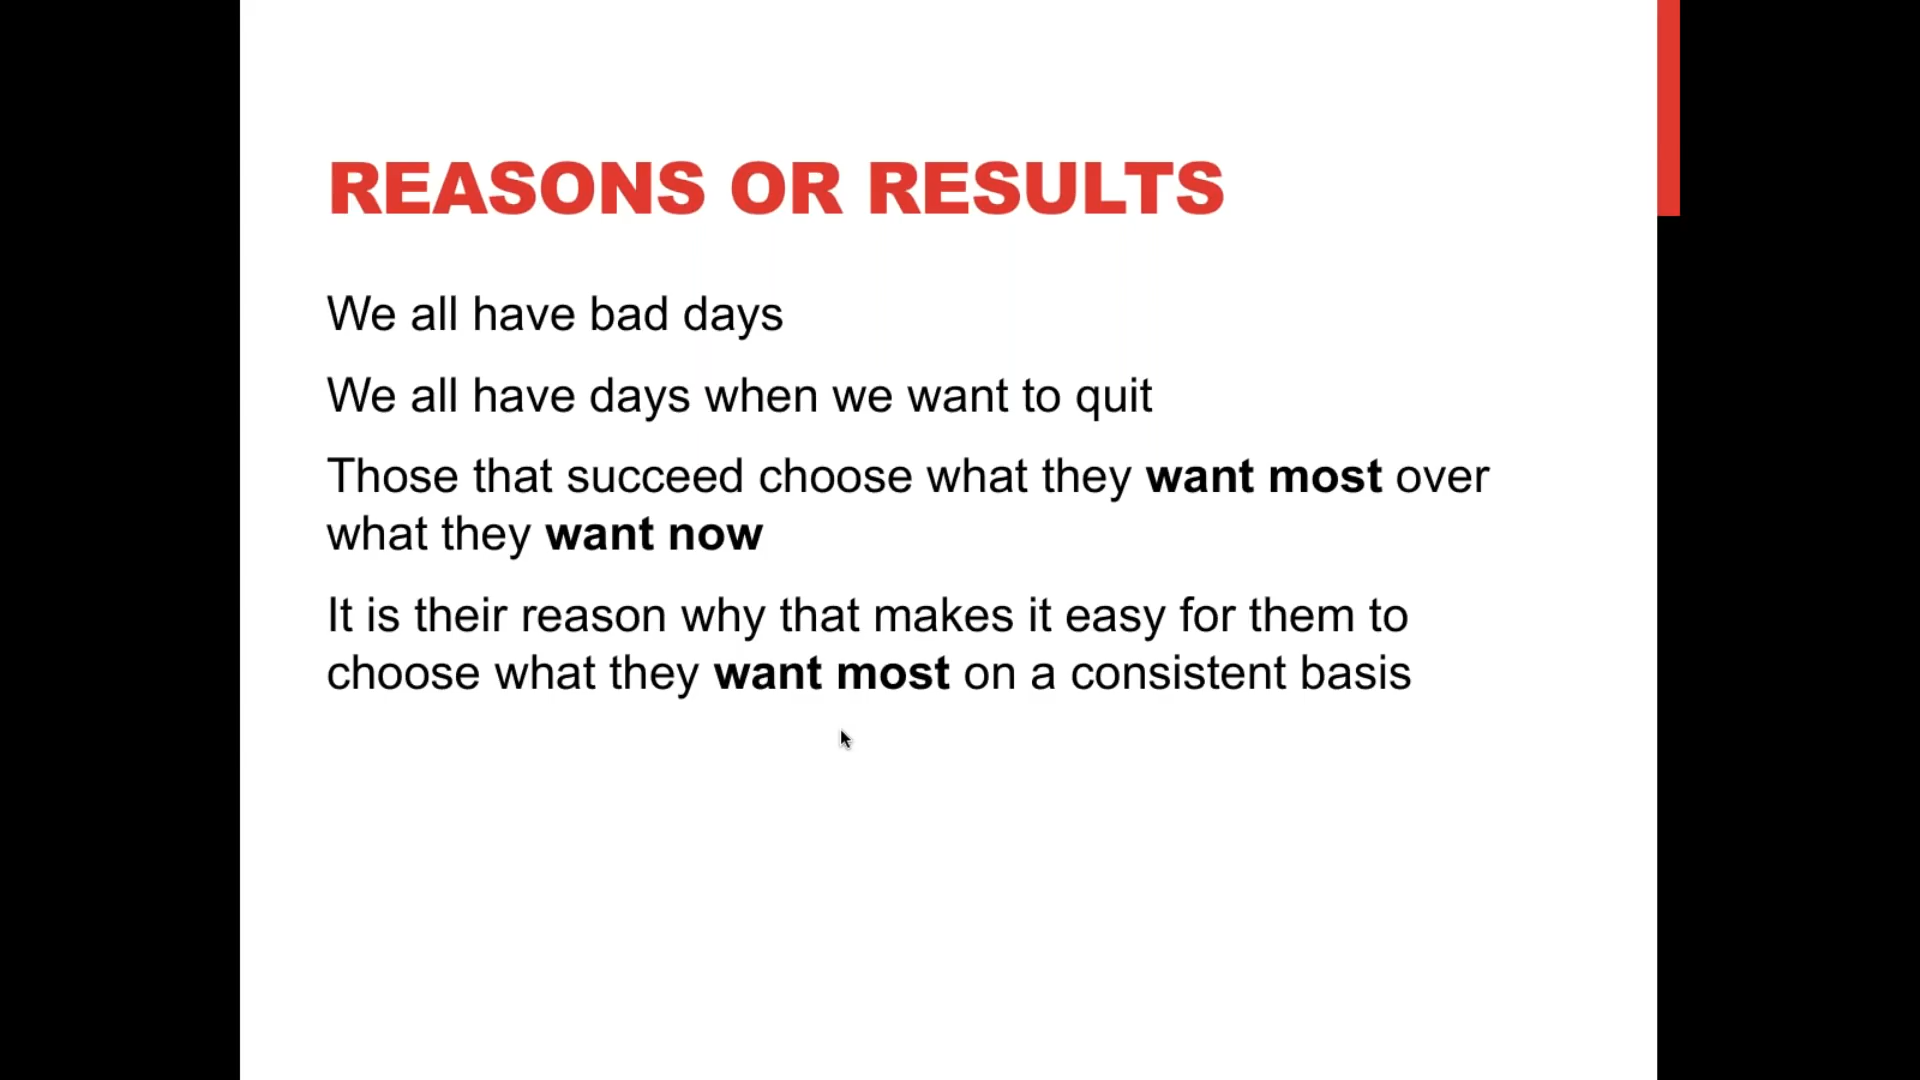 REASONS OR RESULTS
We all have bad days
We all have days when we want to quit
Those that succeed choose what they want most over
what they want now
It is their reason why that makes it easy for them to
choose what they want most on a consistent basis